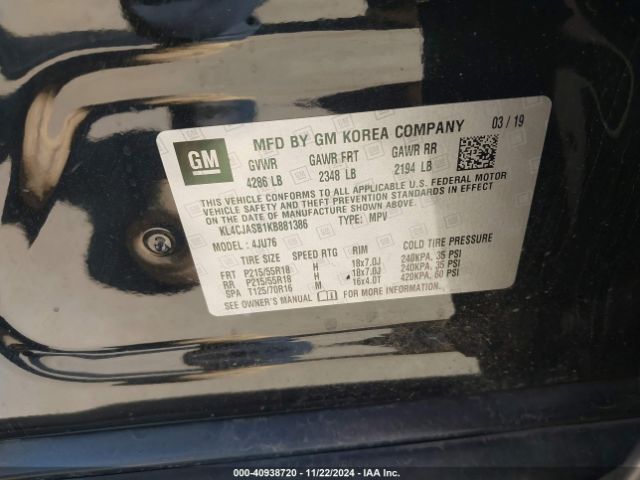 GM
MFD BY GM KOREA COMPANY 03 / 19
GVWR GAWR FRT GAWR RR
4286 LB 2348 LB 2194 LB
THIS VEHICLE CONFORMS TO ALL APPLICABLE U.S. FEDERAL MOTOR
VEHICLE SAFETY AND THEFT PREVENTION STANDARDS IN EFFECT
ON THE DATE OF MANUFACTURE SHOWN ABOVE.
KL4CJASB1KB881386 TYPE: MPV
MODEL : 4JU76
TIRE SIZE SPEED RTG RIM COLD TIRE PRESSURE
FRT P215/55R18 H 18x7.0J 240KPA, 35 PSI
RR P215/55R18 H 18x7.0J 240KPA, 35 PSI
SPA T125/70R16 M 16x4.0T 420KPA, 60 PSI
SEE OWNER'S MANUAL FOR MORE INFORMATION.
000-40938720 - 11/22/2024 - IAA Inc.